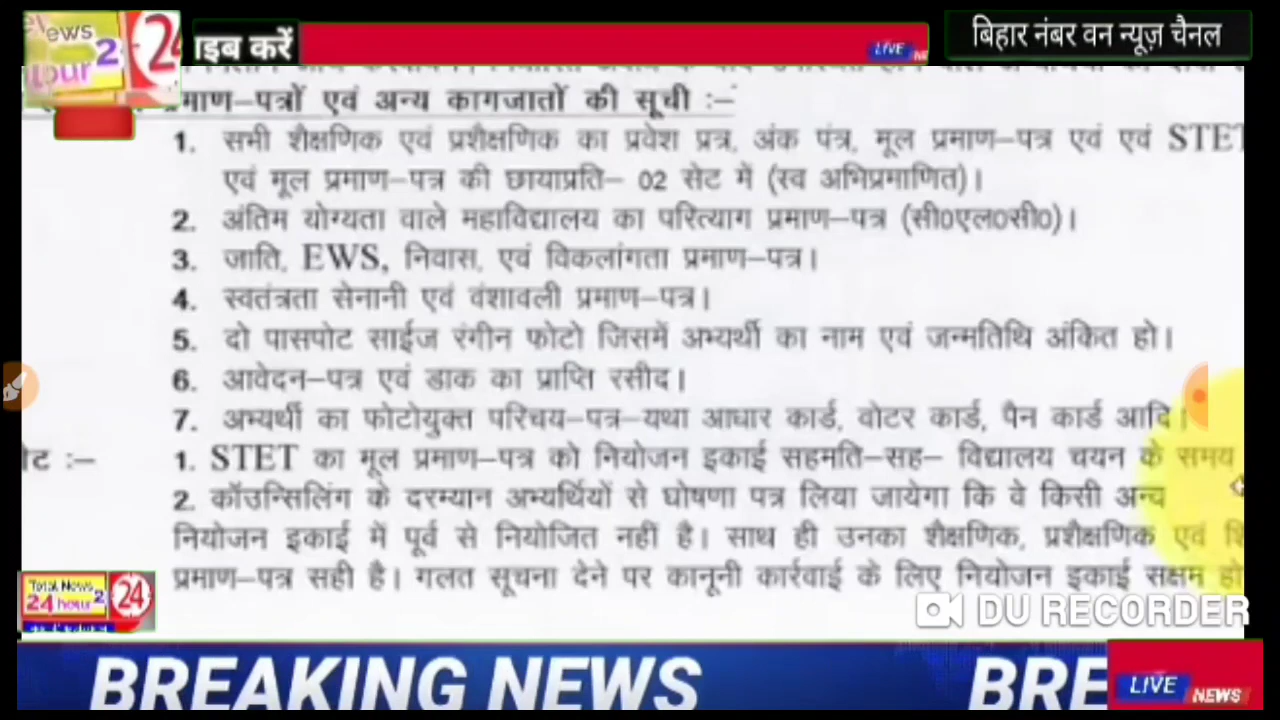 News 2
our
24
इब करें
LIVE
बिहार नंबर वन न्यूज़ चैनल
माण–पत्रों एवं अन्य कागजातों की सूची :–
1. सभी शैक्षणिक एवं प्रशैक्षणिक का प्रवेश प्रत्र, अंक पंत्र, मूल प्रमाण–पत्र एवं एवं STET
एवं मूल प्रमाण–पत्र की छायाप्रति– 02 सेट में (स्व अभिप्रमाणित)।
2. अंतिम योग्यता वाले महाविद्यालय का परित्याग प्रमाण–पत्र (सी0एल0सी0)।
3. जाति, EWS, निवास, एवं विकलांगता प्रमाण–पत्र।
4. स्वतंत्रता सेनानी एवं वंशावली प्रमाण–पत्र।
5. दो पासपोट साईज रंगीन फोटो जिसमें अभ्यर्थी का नाम एवं जन्मतिथि अंकित हो।
6. आवेदन–पत्र एवं डाक का प्राप्ति रसीद।
7. अभ्यर्थी का फोटोयुक्त परिचय–पत्र–यथा आधार कार्ड, वोटर कार्ड, पैन कार्ड आदि।
ोट :– 1. STET का मूल प्रमाण–पत्र को नियोजन इकाई सहमति–सह– विद्यालय चयन के समय
2. कॉउन्सिलिंग के दरम्यान अभ्यर्थियों से घोषणा पत्र लिया जायेगा कि वे किसी अन्य
नियोजन इकाई में पूर्व से नियोजित नहीं है। साथ ही उनका शैक्षणिक, प्रशैक्षणिक एवं
प्रमाण–पत्र सही है। गलत सूचना देने पर कानूनी कार्रवाई के लिए नियोजन इकाई सक्षम हो
Total News
24 hour 2
24
DU RECORDER
BREAKING NEWS
BRE
LIVE NEWS